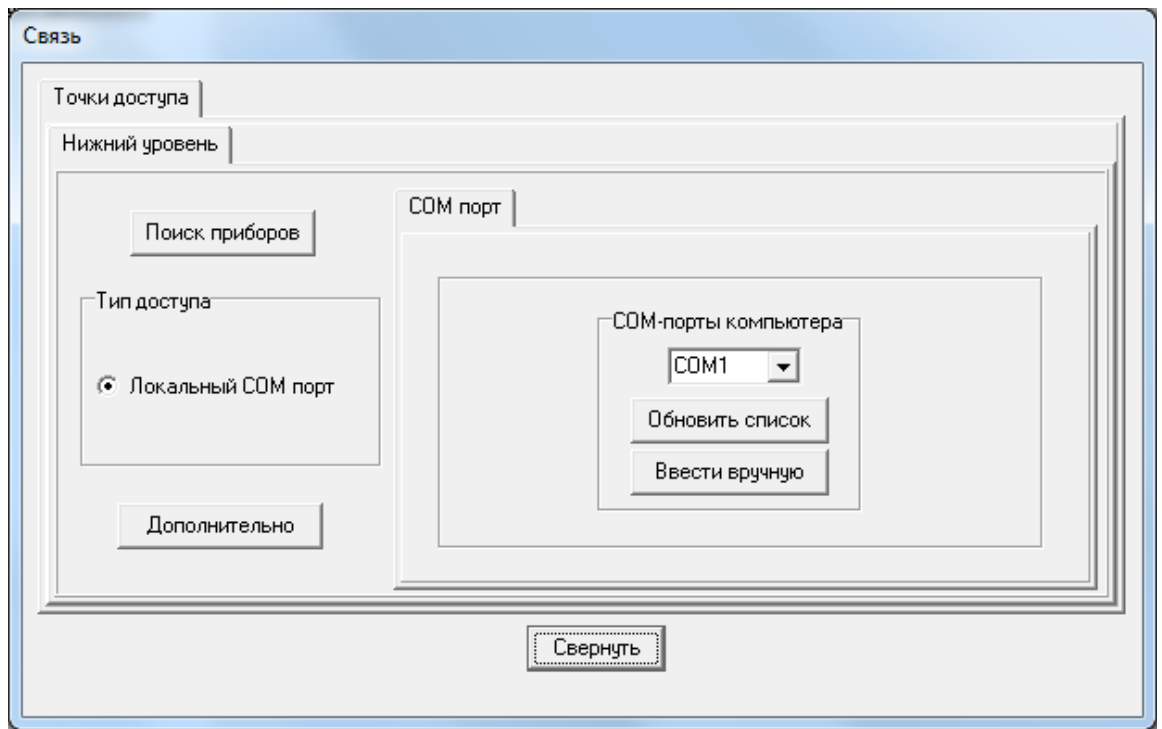 Связь
Точки доступа
Нижний уровень
Поиск приборов
Тип доступа
Локальный COM порт
Дополнительно
COM порт
COM-порты компьютера
COM1
Обновить список
Ввести вручную
Свернуть